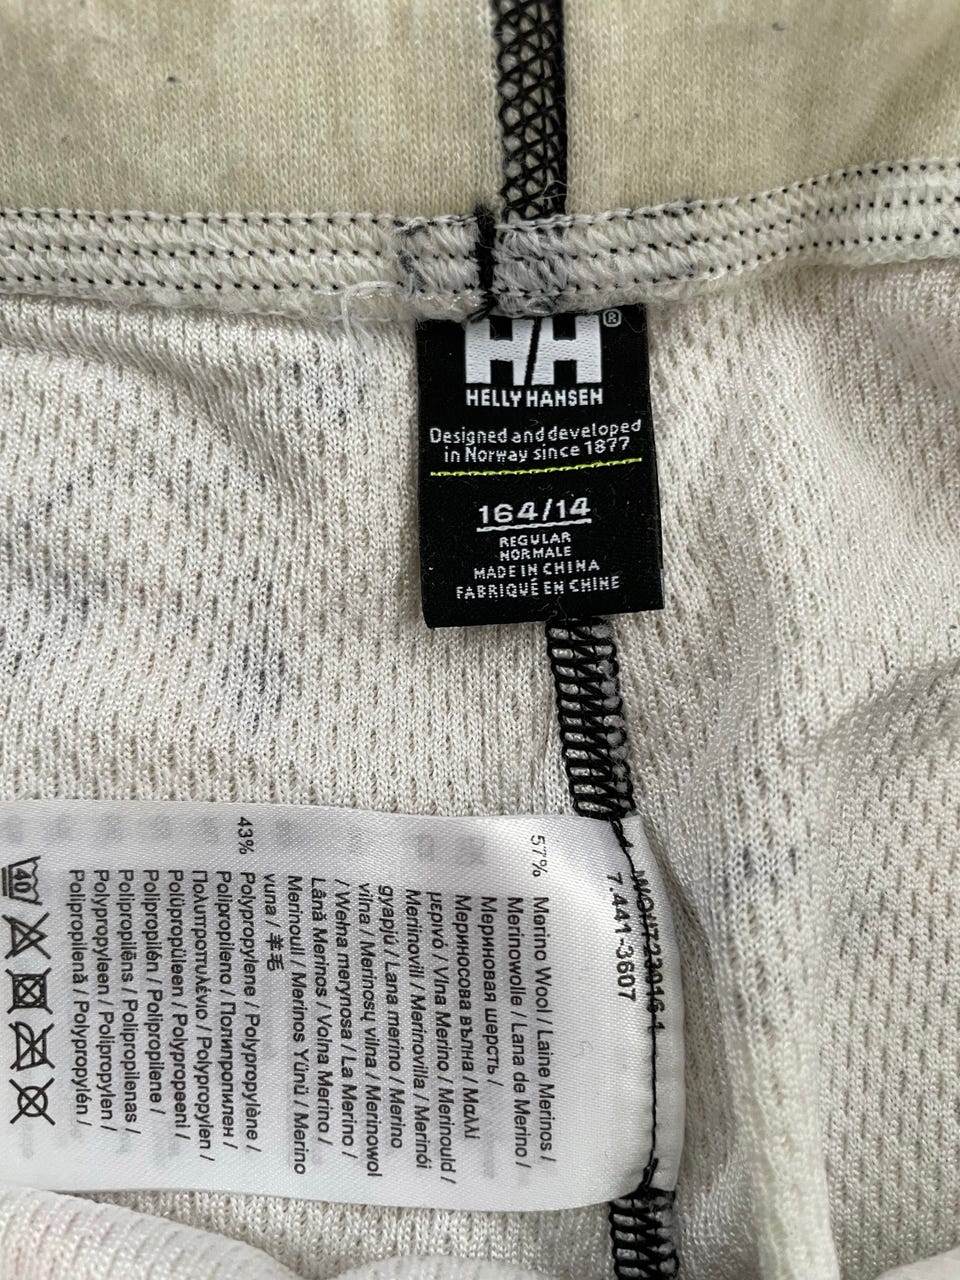 HH®
HELLY HANSEN
Designed and developed
in Norway since 1877
164/14
REGULAR
NORMALE
MADE IN CHINA
FABRIQUÉ EN CHINE
7.441-3607
57% Merino Wool / Laine Merinos /
Merinowolle / Lana de Merino /
Мериновая шерсть /
Мериносова вълна / Μαλλί
μερινό / Vlna Merino / Merinould /
Merinovill / Merinovilla / Merinói
gyapjú / Lana merino / Merino
vilna / Merinosų vilna / Merinowol
/ Wełna merynosa / La Merino /
Lână Merinos / Volna Merino /
Merinoull / Merinos Yünü / Merino
vuna / 羊毛
43% Polypropylene / Polypropylène /
Polipropileno / Полипропилен /
Πολυπροπυλένιο / Polypropylen /
Polüpropüleen / Polypropeeni /
Polipropilén / Polipropilene /
Polipropilēns / Polipropilenas /
Polypropyleen / Polipropylen /
Polipropilenă / Polypropylén /
40